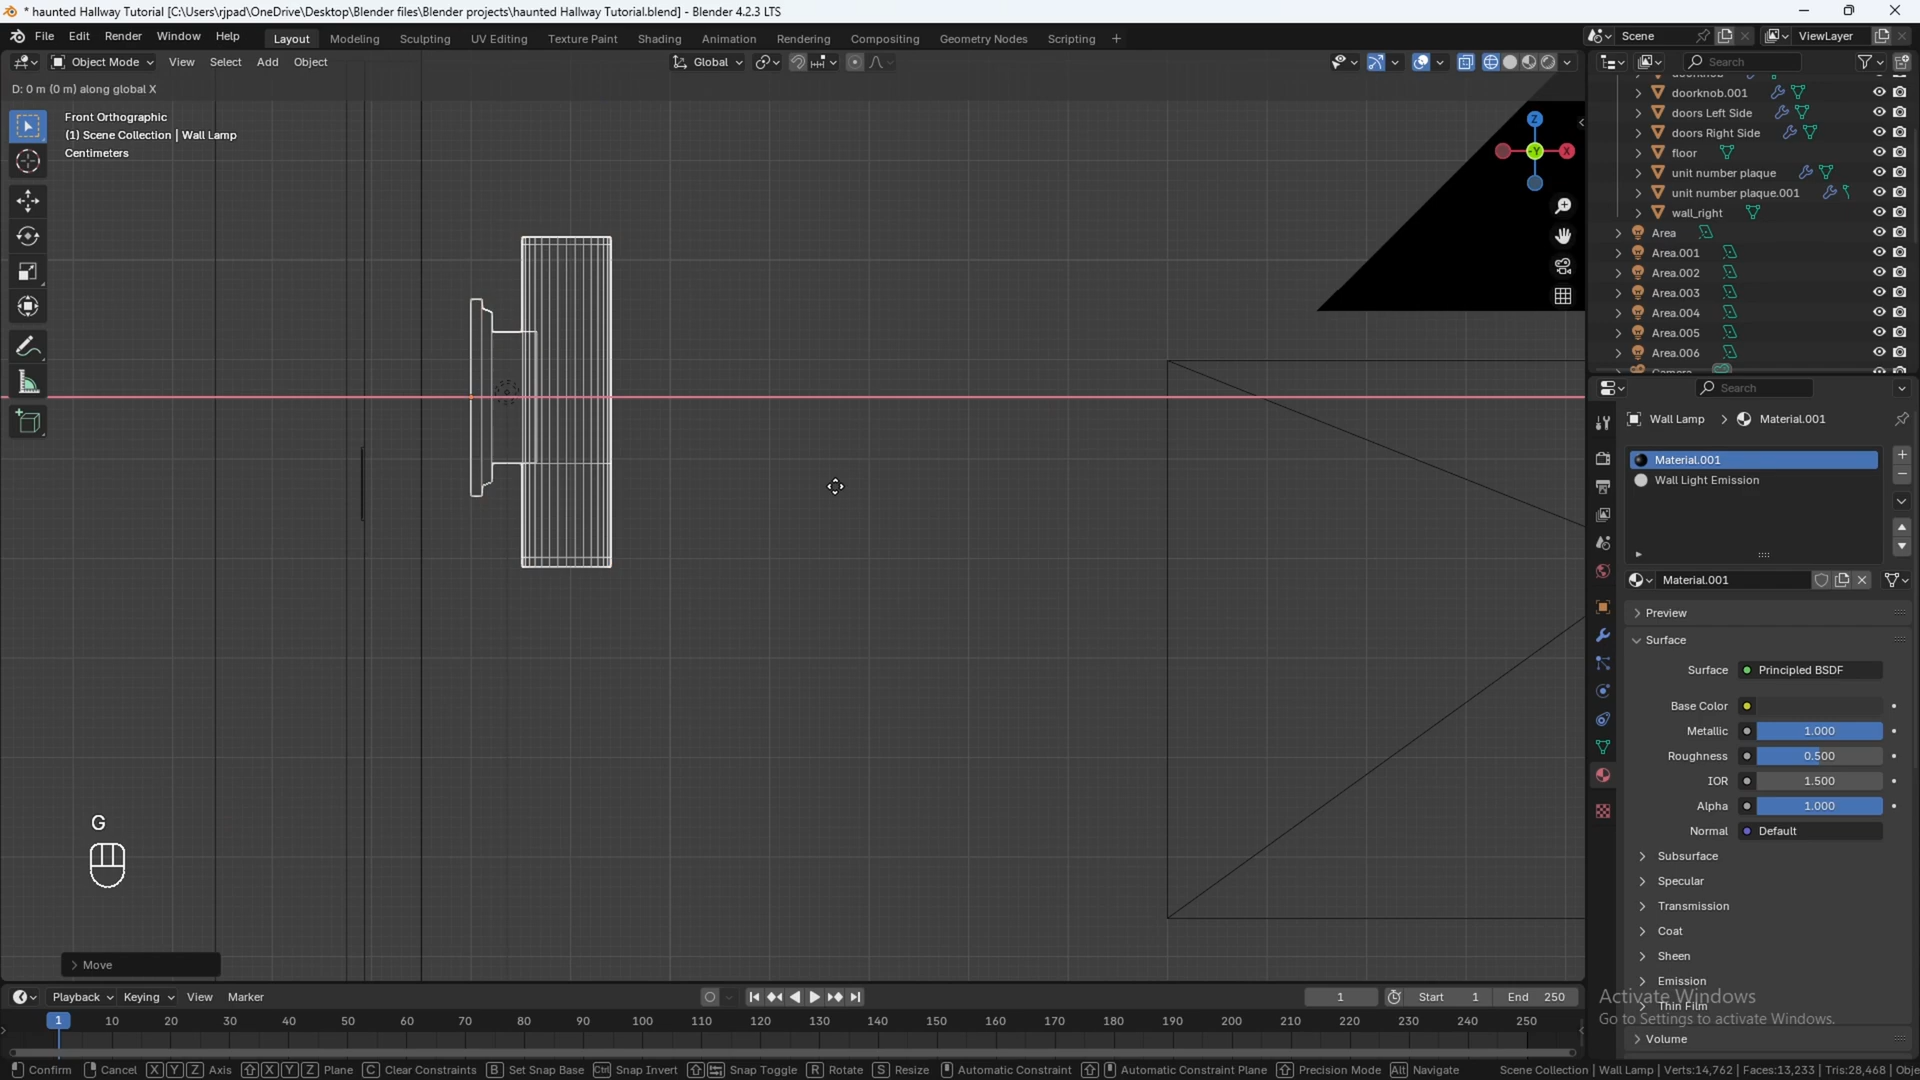 * haunted Hallway Tutorial [C:\Users\rjpad\OneDrive\Desktop\Blender files\Blender projects\haunted Hallway Tutorial.blend] - Blender 4.2.3 LTS
File Edit Render Window Help
Layout Modeling Sculpting UV Editing Texture Paint Shading Animation Rendering Compositing Geometry Nodes Scripting +
Scene
ViewLayer
Object Mode View Select Add Object
Global
Search
D: 0 m (0 m) along global X
Front Orthographic
(1) Scene Collection | Wall Lamp
Centimeters
Z
-Y
X
doorknob
doorknob.001
doors Left Side
doors Right Side
floor
unit number plaque
unit number plaque.001
wall_right
Area
Area.001
Area.002
Area.003
Area.004
Area.005
Area.006
Camera
Search
Wall Lamp > Material.001
Material.001
Wall Light Emission
Material.001
Preview
Surface
Surface Principled BSDF
Base Color
Metallic 1.000
Roughness 0.500
IOR 1.500
Alpha 1.000
Normal Default
Subsurface
Specular
Transmission
Coat
Sheen
Emission
Thin Film
Volume
Activate Windows
Go to Settings to activate Windows.
G
Move
Playback Keying View Marker
1
Start 1
End 250
1 10 20 30 40 50 60 70 80 90 100 110 120 130 140 150 160 170 180 190 200 210 220 230 240 250
Confirm Cancel X Y Z Axis X Y Z Plane C Clear Constraints B Set Snap Base Ctrl Snap Invert Snap Toggle R Rotate S Resize Automatic Constraint Automatic Constraint Plane Precision Mode Alt Navigate
Scene Collection | Wall Lamp | Verts:14,762 | Faces:13,233 | Tris:28,468 | Obje